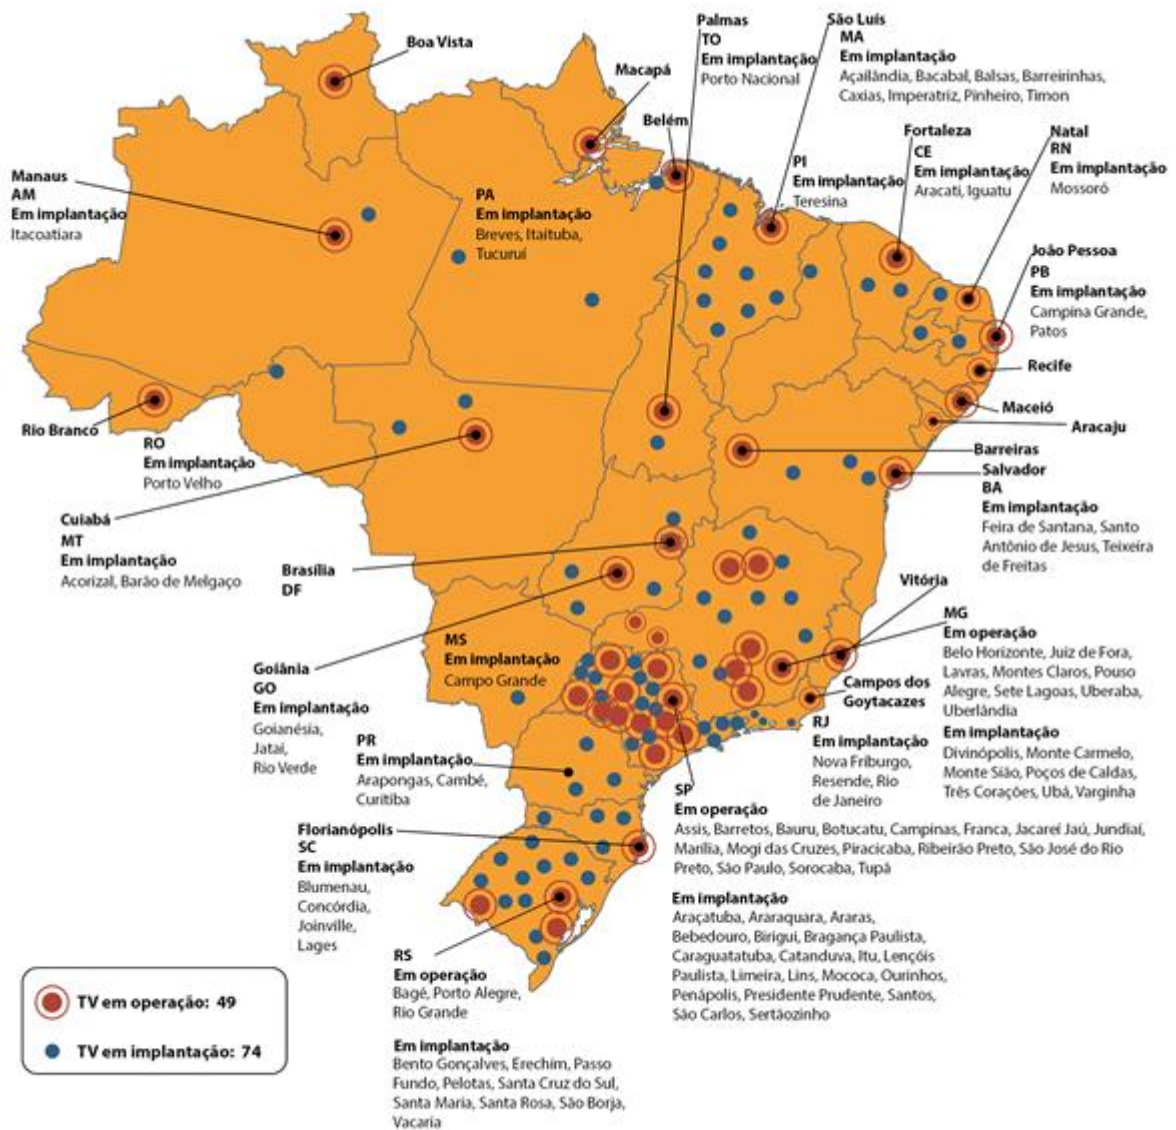 Boa Vista
Macapá
Belém
Palmas
TO
Em implantação
Porto Nacional
São Luís
MA
Em implantação
Açailândia, Bacabal, Balsas, Barreirinhas,
Caxias, Imperatriz, Pinheiro, Timon
PI
Em implantação
Teresina
Fortaleza
CE
Em implantação
Aracati, Iguatu
Natal
RN
Em implantação
Mossoró
Manaus
AM
Em implantação
Itacoatiara
PA
Em implantação
Breves, Itaituba,
Tucuruí
João Pessoa
PB
Em implantação
Campina Grande,
Patos
Recife
Maceió
Aracaju
Barreiras
Salvador
BA
Em implantação
Feira de Santana, Santo
Antônio de Jesus, Teixeira
de Freitas
Rio Branco
RO
Em implantação
Porto Velho
Cuiabá
MT
Em implantação
Acorizal, Barão de Melgaço
Brasília
DF
Goiânia
GO
Em implantação
Goianésia,
Jataí,
Rio Verde
MS
Em implantação
Campo Grande
Vitória
MG
Em operação
Belo Horizonte, Juiz de Fora,
Lavras, Montes Claros, Pouso
Alegre, Sete Lagoas, Uberaba,
Uberlândia
Em implantação
Divinópolis, Monte Carmelo,
Monte Sião, Poços de Caldas,
Três Corações, Ubá, Varginha
Campos dos
Goytacazes
RJ
Em implantação
Nova Friburgo,
Resende, Rio
de Janeiro
PR
Em implantação
Arapongas, Cambé,
Curitiba
SP
Em operação
Assis, Barretos, Bauru, Botucatu, Campinas, Franca, Jacareí Jaú, Jundiaí,
Marília, Mogi das Cruzes, Piracicaba, Ribeirão Preto, São José do Rio
Preto, São Paulo, Sorocaba, Tupã
Em implantação
Araçatuba, Araraquara, Araras,
Bebedouro, Birigui, Bragança Paulista,
Caraguatatuba, Catanduva, Itu, Lençóis
Paulista, Limeira, Lins, Mococa, Ourinhos,
Penápolis, Presidente Prudente, Santos,
São Carlos, Sertãozinho
Florianópolis
SC
Em implantação
Blumenau,
Concórdia,
Joinville,
Lages
RS
Em operação
Bagé, Porto Alegre,
Rio Grande
Em implantação
Bento Gonçalves, Erechim, Passo
Fundo, Pelotas, Santa Cruz do Sul,
Santa Maria, Santa Rosa, São Borja,
Vacaria
TV em operação: 49
TV em implantação: 74